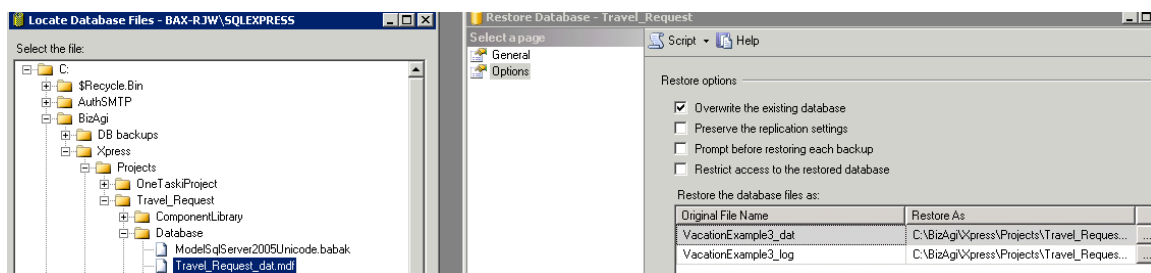 Locate Database Files - BAX-RJW\SQLEXPRESS
Select the file:
C:
$Recycle.Bin
AuthSMTP
BizAgi
DB backups
Xpress
Projects
OneTaskiProject
Travel_Request
ComponentLibrary
Database
ModelSqlServer2005Unicode.babak
Travel_Request_dat.mdf
Restore Database - Travel_Request
Select a page
General
Options
Script Help
Restore options
Overwrite the existing database
Preserve the replication settings
Prompt before restoring each backup
Restrict access to the restored database
Restore the database files as:
Original File Name Restore As
VacationExample3_dat C:\BizAgi\Xpress\Projects\Travel_Reques... ...
VacationExample3_log C:\BizAgi\Xpress\Projects\Travel_Reques... ...